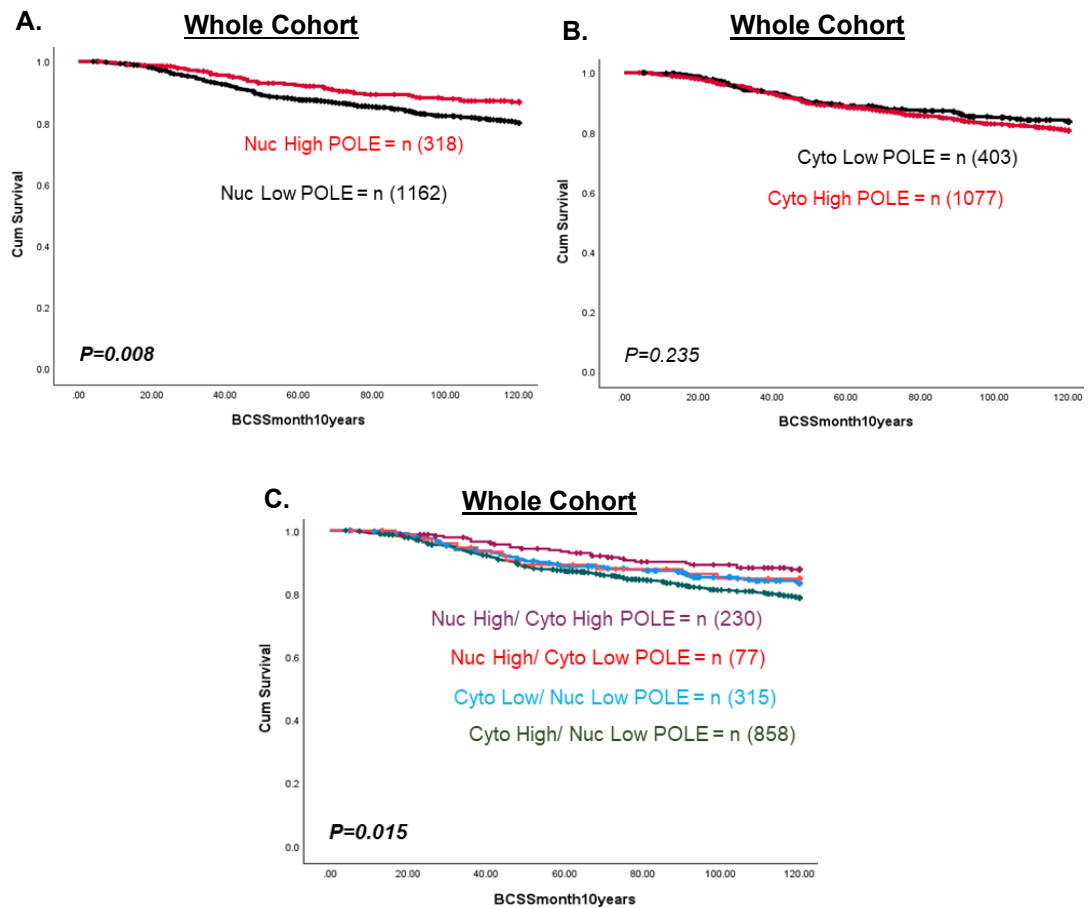 A.
Whole Cohort
1.0
0.8
0.6
0.4
0.2
0.0
Cum Survival
Nuc High POLE = n (318)
Nuc Low POLE = n (1162)
P=0.008
.00 20.00 40.00 60.00 80.00 100.00 120.00
BCSSmonth10years
B.
Whole Cohort
1.0
0.8
0.6
0.4
0.2
0.0
Cum Survival
Cyto Low POLE = n (403)
Cyto High POLE = n (1077)
P=0.235
.00 20.00 40.00 60.00 80.00 100.00 120.00
BCSSmonth10years
C.
Whole Cohort
1.0
0.8
0.6
0.4
0.2
0.0
Cum Survival
Nuc High/ Cyto High POLE = n (230)
Nuc High/ Cyto Low POLE = n (77)
Cyto Low/ Nuc Low POLE = n (315)
Cyto High/ Nuc Low POLE = n (858)
P=0.015
.00 20.00 40.00 60.00 80.00 100.00 120.00
BCSSmonth10years